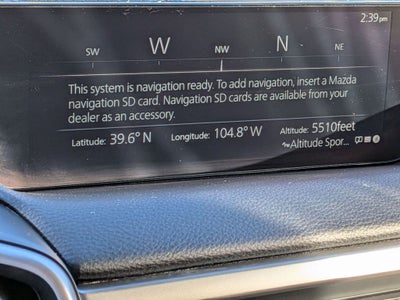 2:39 pm
SW W NW N NE
This system is navigation ready. To add navigation, insert a Mazda
navigation SD card. Navigation SD cards are available from your
dealer as an accessory.
Latitude: 39.6° N Longitude: 104.8° W Altitude: 5510feet
Altitude Spor...